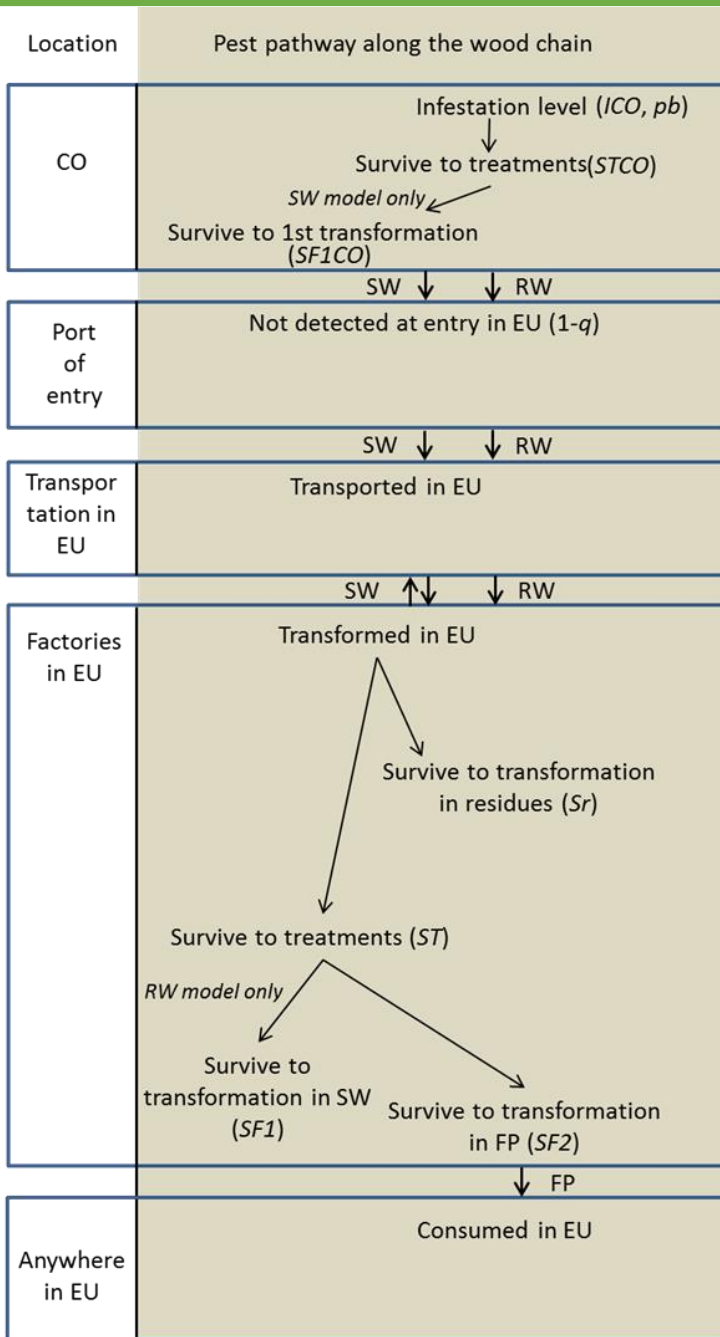 Location
Pest pathway along the wood chain
CO
Infestation level (ICO, pb)
Survive to treatments(STCO)
SW model only
Survive to 1st transformation
(SF1CO)
SW
RW
Port
of
entry
Not detected at entry in EU (1-q)
SW
RW
Transpor
tation in
EU
Transported in EU
SW
RW
Factories
in EU
Transformed in EU
Survive to transformation
in residues (Sr)
Survive to treatments (ST)
RW model only
Survive to
transformation in SW
(SF1)
Survive to transformation
in FP (SF2)
FP
Anywhere
in EU
Consumed in EU